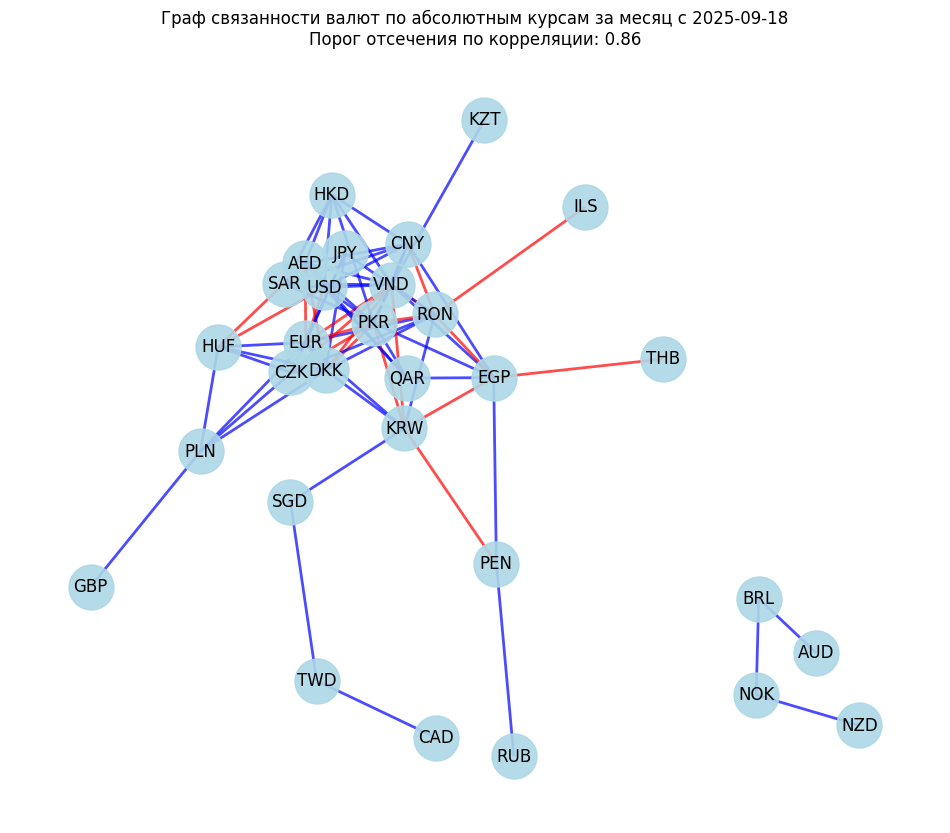 Граф связанности валют по абсолютным курсам за месяц с 2025-09-18
Порог отсечения по корреляции: 0.86
KZT
HKD
ILS
CNY
JPY
AED
SAR
USD
VND
RON
PKR
EUR
HUF
THB
CZK
DKK
QAR
EGP
KRW
PLN
SGD
PEN
GBP
BRL
AUD
TWD
NOK
NZD
CAD
RUB